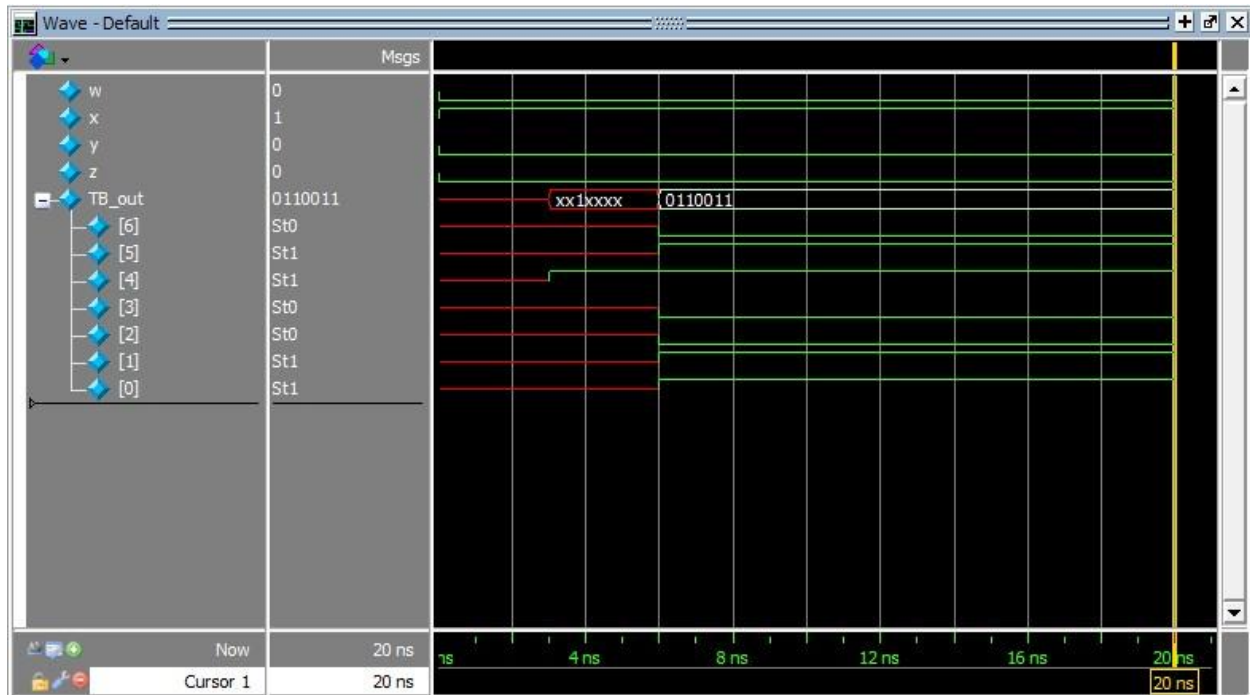 Wave - Default
Msgs
w 0
x 1
y 0
z 0
TB_out 0110011 xx1xxxx 0110011
[6] St0
[5] St1
[4] St1
[3] St0
[2] St0
[1] St1
[0] St1
Now 20 ns ns 4 ns 8 ns 12 ns 16 ns 20 ns
Cursor 1 20 ns 20 ns